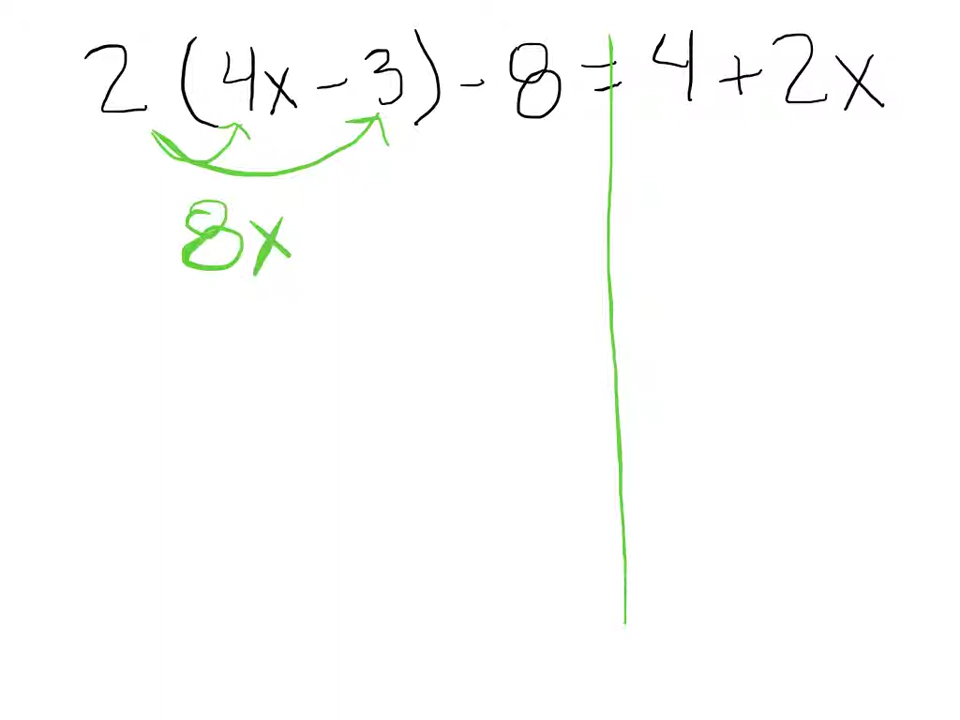 2 (4x - 3) - 8 = 4 + 2x
8x